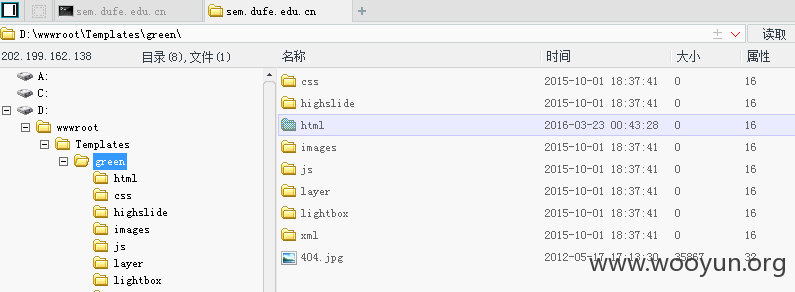 sem.dufe.edu.cn sem.dufe.edu.cn
D:\wwwroot\Templates\green\ 读取
202.199.162.138 目录(8),文件(1) 名称 时间 大小 属性
A:
C:
D:
wwwroot
Templates
green
html
css
highslide
images
js
layer
lightbox
css 2015-10-01 18:37:41 0 16
highslide 2015-10-01 18:37:41 0 16
html 2016-03-23 00:43:28 0 16
images 2015-10-01 18:37:41 0 16
js 2015-10-01 18:37:41 0 16
layer 2015-10-01 18:37:41 0 16
lightbox 2015-10-01 18:37:41 0 16
xml 2015-10-01 18:37:41 0 16
404.jpg 2012-05-17 17:13:30 35867 32
www.wooyun.org